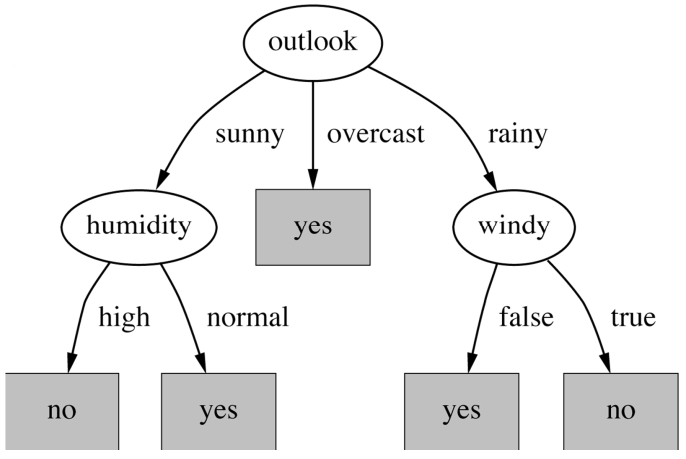 outlook
sunny overcast rainy
humidity yes windy
high normal false true
no yes yes no